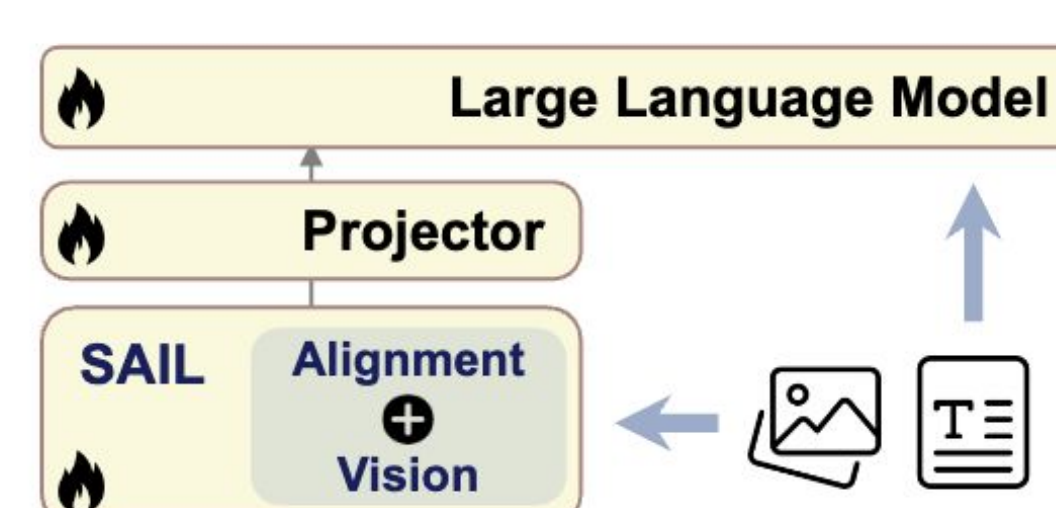 Large Language Model
Projector
SAIL
Alignment
Vision
T